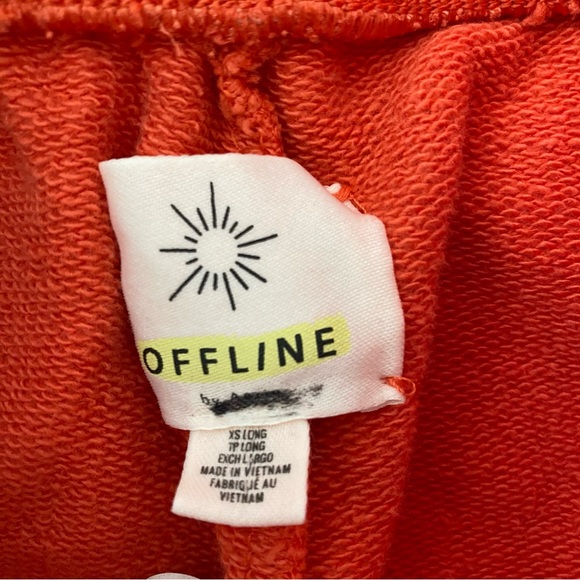 OFFLINE
by
XS LONG
TP LONG
EXCH LARGO
MADE IN VIETNAM
FABRIQUÉ AU
VIETNAM